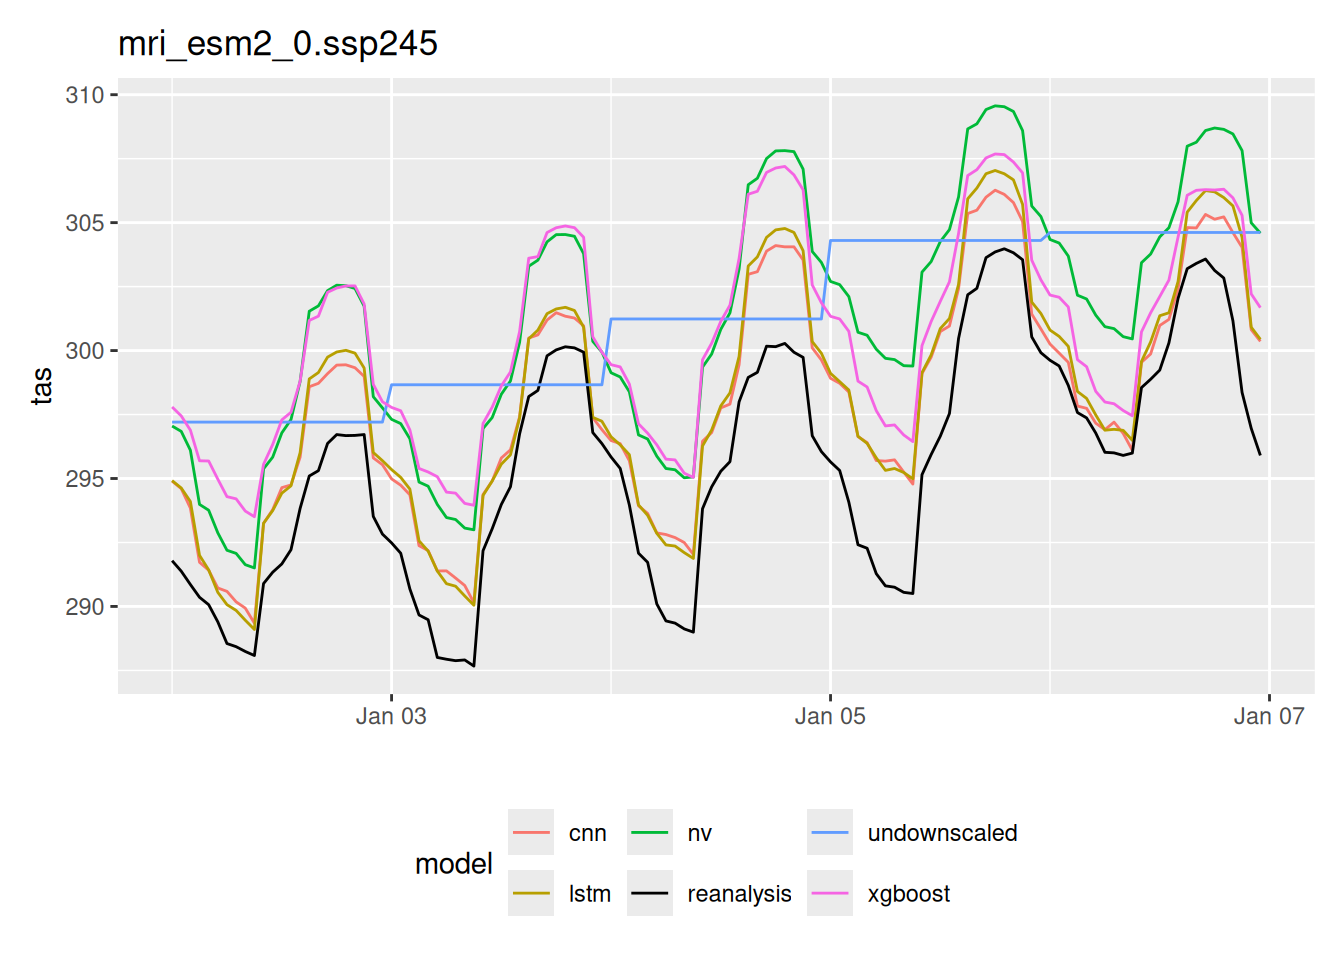 mri_esm2_0.ssp245
310
305
300
295
290
tas
Jan 03 Jan 05 Jan 07
model
cnn nv undownscaled
lstm reanalysis xgboost